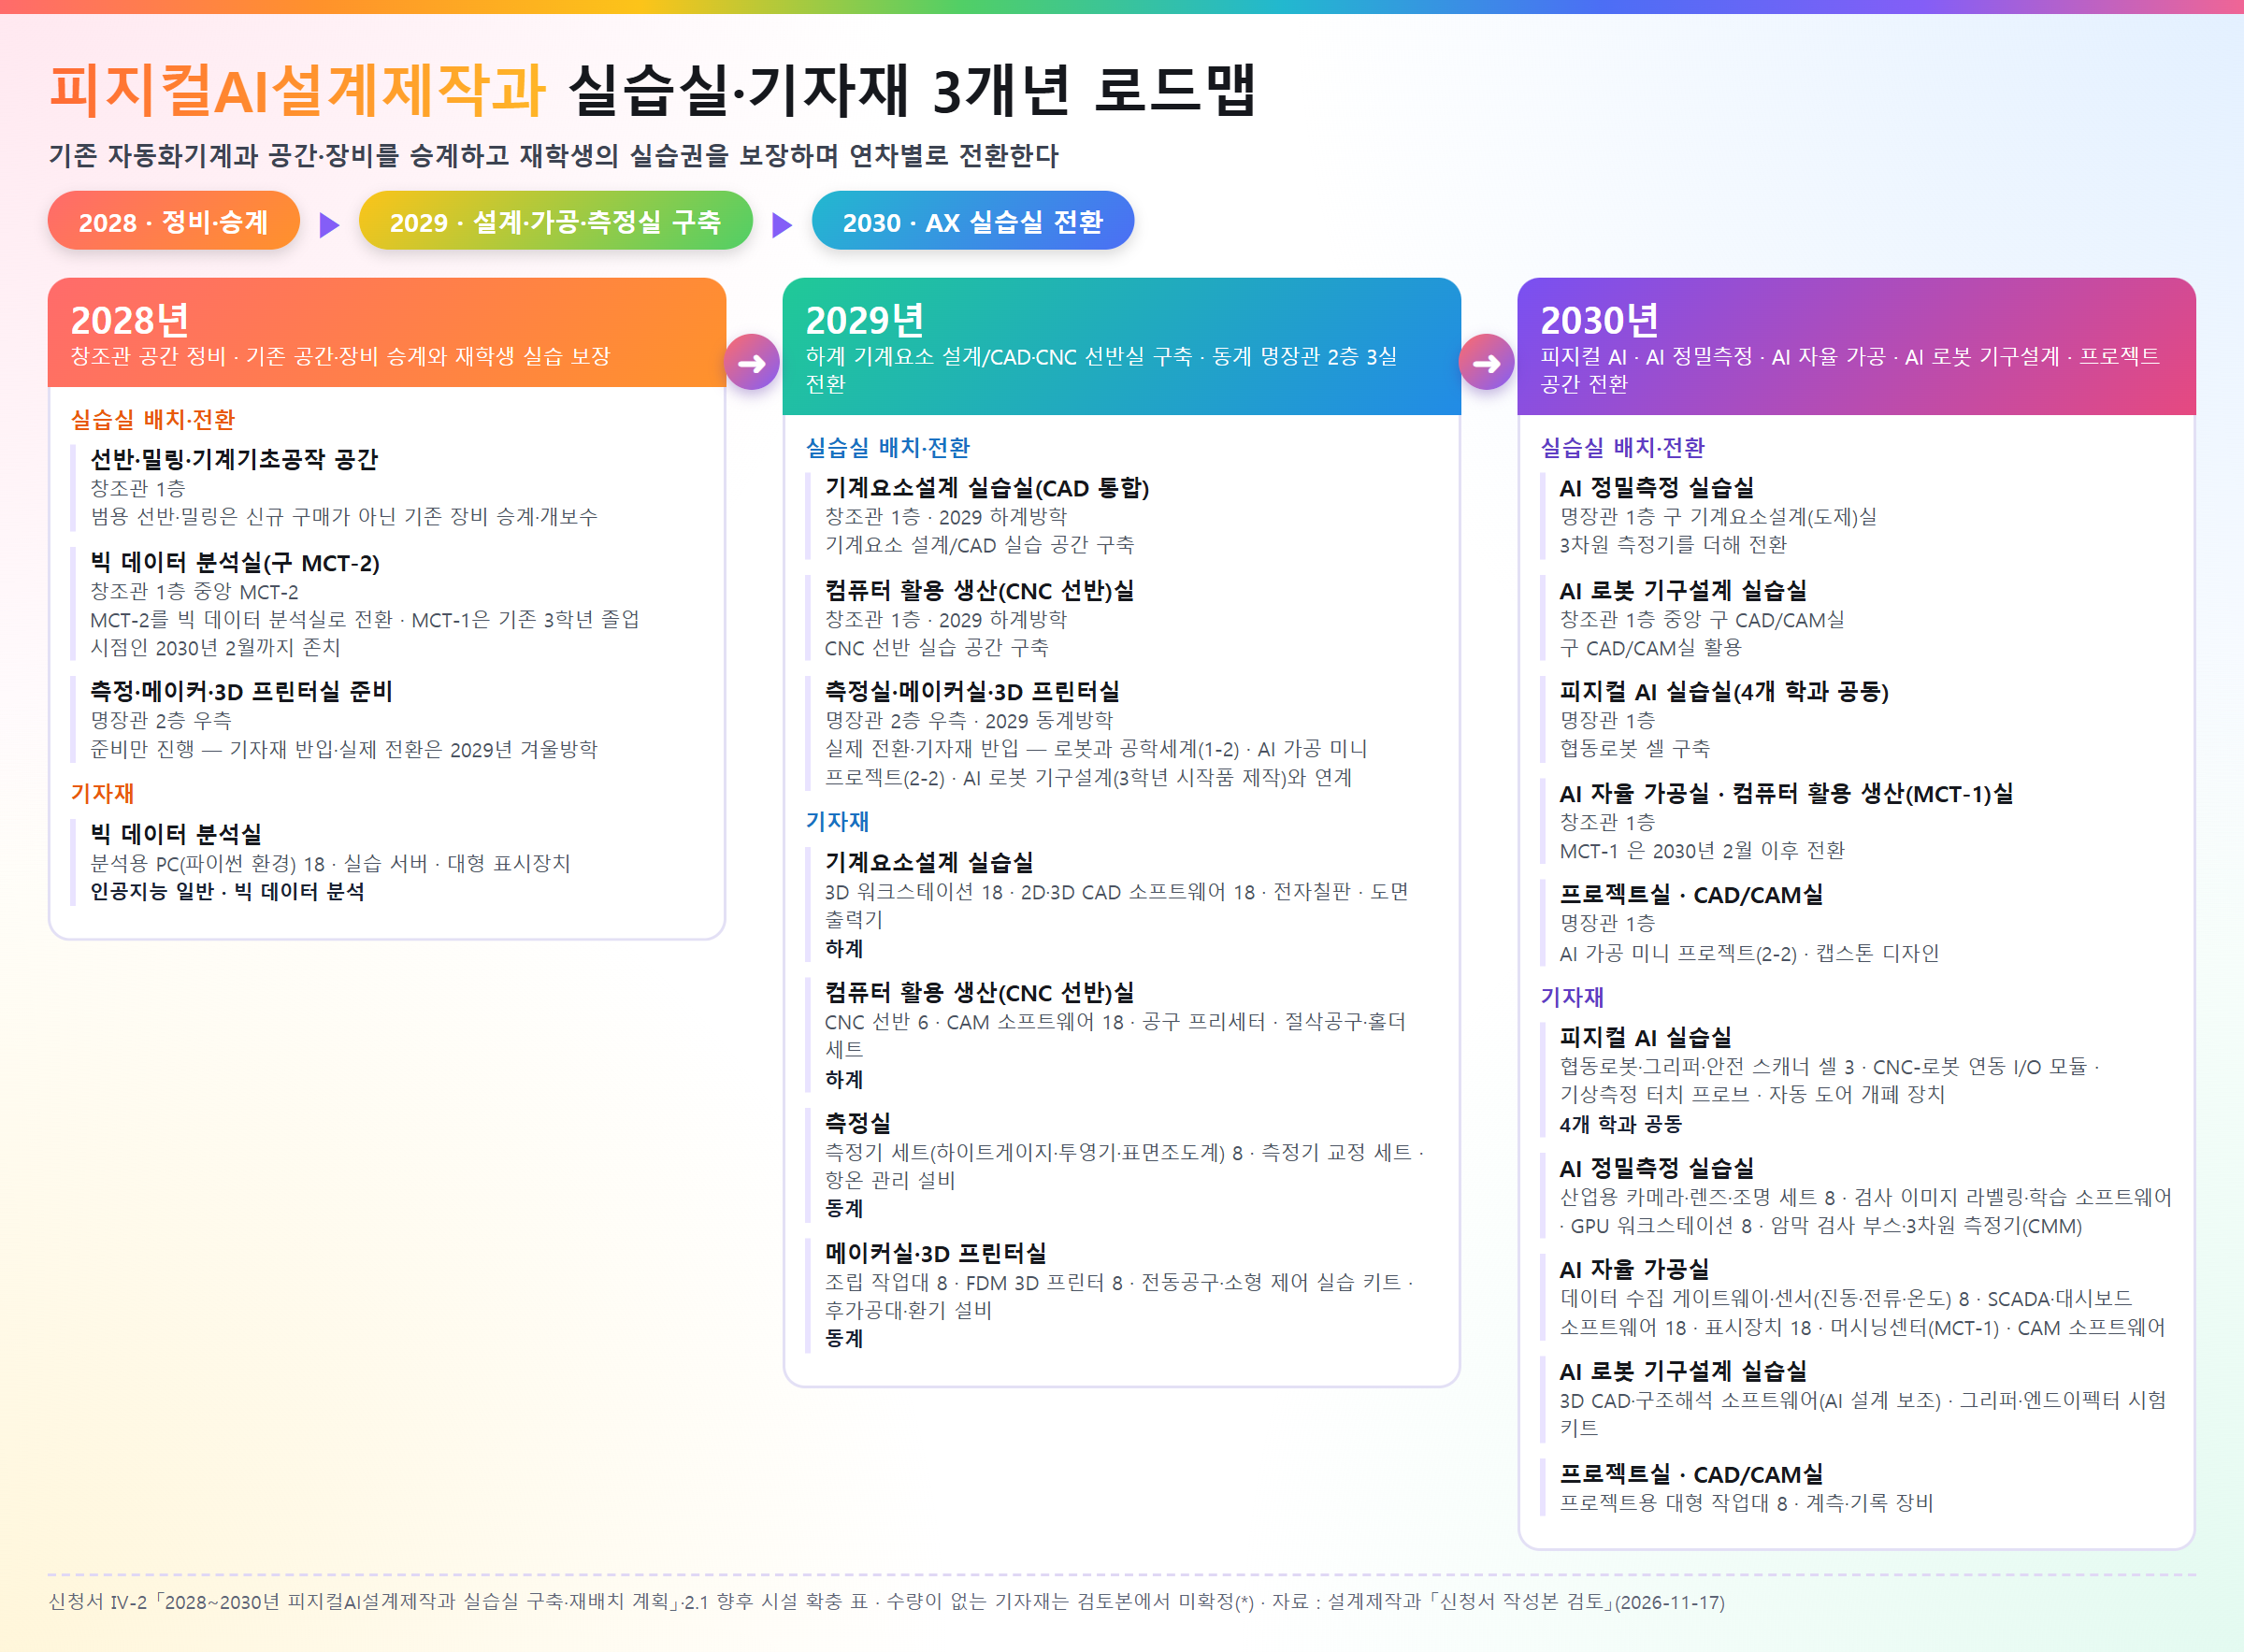 피지컬AI설계제작과 실습실·기자재 3개년 로드맵
기존 자동화기계과 공간·장비를 승계하고 재학생의 실습권을 보장하며 연차별로 전환한다
2028 · 정비·승계
2029 · 설계·가공·측정실 구축
2030 · AX 실습실 전환
2028년
창조관 공간 정비 · 기존 공간·장비 승계와 재학생 실습 보장
실습실 배치·전환
선반·밀링·기계기초공작 공간
창조관 1층
범용 선반·밀링은 신규 구매가 아닌 기존 장비 승계·개보수
빅 데이터 분석실(구 MCT-2)
창조관 1층 중앙 MCT-2
MCT-2를 빅 데이터 분석실로 전환 · MCT-1은 기존 3학년 졸업
시점인 2030년 2월까지 존치
측정·메이커·3D 프린터실 준비
명장관 2층 우측
준비만 진행 — 기자재 반입·실제 전환은 2029년 겨울방학
기자재
빅 데이터 분석실
분석용 PC(파이썬 환경) 18 · 실습 서버 · 대형 표시장치
인공지능 일반 · 빅 데이터 분석
2029년
하계 기계요소 설계/CAD·CNC 선반실 구축 · 동계 명장관 2층 3실
전환
실습실 배치·전환
기계요소설계 실습실(CAD 통합)
창조관 1층 · 2029 하계방학
기계요소 설계/CAD 실습 공간 구축
컴퓨터 활용 생산(CNC 선반)실
창조관 1층 · 2029 하계방학
CNC 선반 실습 공간 구축
측정실·메이커실·3D 프린터실
명장관 2층 우측 · 2029 동계방학
실제 전환·기자재 반입 — 로봇과 공학세계(1-2) · AI 가공 미니
프로젝트(2-2) · AI 로봇 기구설계(3학년 시작품 제작)와 연계
기자재
기계요소설계 실습실
3D 워크스테이션 18 · 2D·3D CAD 소프트웨어 18 · 전자칠판 · 도면
출력기
하계
컴퓨터 활용 생산(CNC 선반)실
CNC 선반 6 · CAM 소프트웨어 18 · 공구 프리세터 · 절삭공구·홀더
세트
하계
측정실
측정기 세트(하이트게이지·투영기·표면조도계) 8 · 측정기 교정 세트 ·
항온 관리 설비
동계
메이커실·3D 프린터실
조립 작업대 8 · FDM 3D 프린터 8 · 전동공구·소형 제어 실습 키트 ·
후가공대·환기 설비
동계
2030년
피지컬 AI · AI 정밀측정 · AI 자율 가공 · AI 로봇 기구설계 · 프로젝트
공간 전환
실습실 배치·전환
AI 정밀측정 실습실
명장관 1층 구 기계요소설계(도제)실
3차원 측정기를 더해 전환
AI 로봇 기구설계 실습실
창조관 1층 중앙 구 CAD/CAM실
구 CAD/CAM실 활용
피지컬 AI 실습실(4개 학과 공동)
명장관 1층
협동로봇 셀 구축
AI 자율 가공실 · 컴퓨터 활용 생산(MCT-1)실
창조관 1층
MCT-1 은 2030년 2월 이후 전환
프로젝트실 · CAD/CAM실
명장관 1층
AI 가공 미니 프로젝트(2-2) · 캡스톤 디자인
기자재
피지컬 AI 실습실
협동로봇·그리퍼·안전 스캐너 셀 3 · CNC-로봇 연동 I/O 모듈 ·
기상측정 터치 프로브 · 자동 도어 개폐 장치
4개 학과 공동
AI 정밀측정 실습실
산업용 카메라·렌즈·조명 세트 8 · 검사 이미지 라벨링·학습 소프트웨어
· GPU 워크스테이션 8 · 암막 검사 부스·3차원 측정기(CMM)
AI 자율 가공실
데이터 수집 게이트웨이·센서(진동·전류·온도) 8 · SCADA·대시보드
소프트웨어 18 · 표시장치 18 · 머시닝센터(MCT-1) · CAM 소프트웨어
AI 로봇 기구설계 실습실
3D CAD·구조해석 소프트웨어(AI 설계 보조) · 그리퍼·엔드이펙터 시험
키트
프로젝트실 · CAD/CAM실
프로젝트용 대형 작업대 8 · 계측·기록 장비
신청서 Ⅳ-2 「2028~2030년 피지컬AI설계제작과 실습실 구축·재배치 계획」·2.1 향후 시설 확충 표 · 수량이 없는 기자재는 검토본에서 미확정(*) · 자료 : 설계제작과 「신청서 작성본 검토」(2026-11-17)